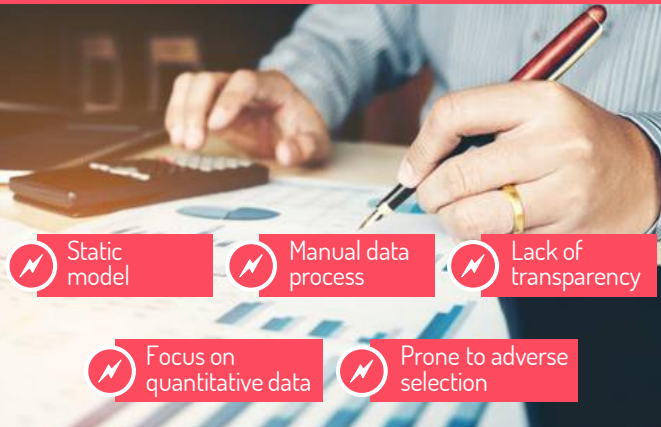 Static
model
Manual data
process
Lack of
transparency
Focus on
quantitative data
Prone to adverse
selection